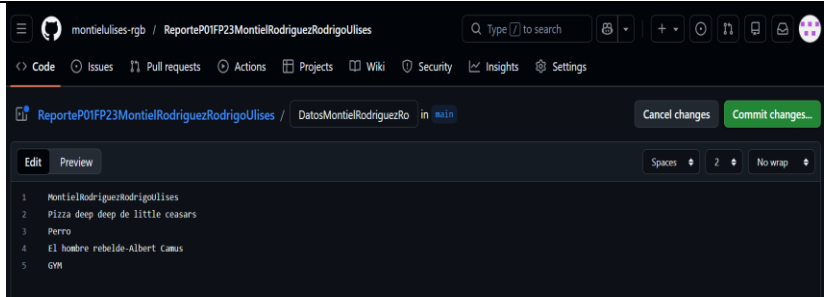 montielulises-rgb / ReporteP01FP23MontielRodriguezRodrigoUlises
Type / to search
Code Issues Pull requests Actions Projects Wiki Security Insights Settings
ReporteP01FP23MontielRodriguezRodrigoUlises / DatosMontielRodriguezRo in main
Cancel changes Commit changes...
Edit Preview
Spaces 2 No wrap
1 MontielRodriguezRodrigoUlises
2 Pizza deep deep de little ceasars
3 Perro
4 El hombre rebelde-Albert Camus
5 GYM